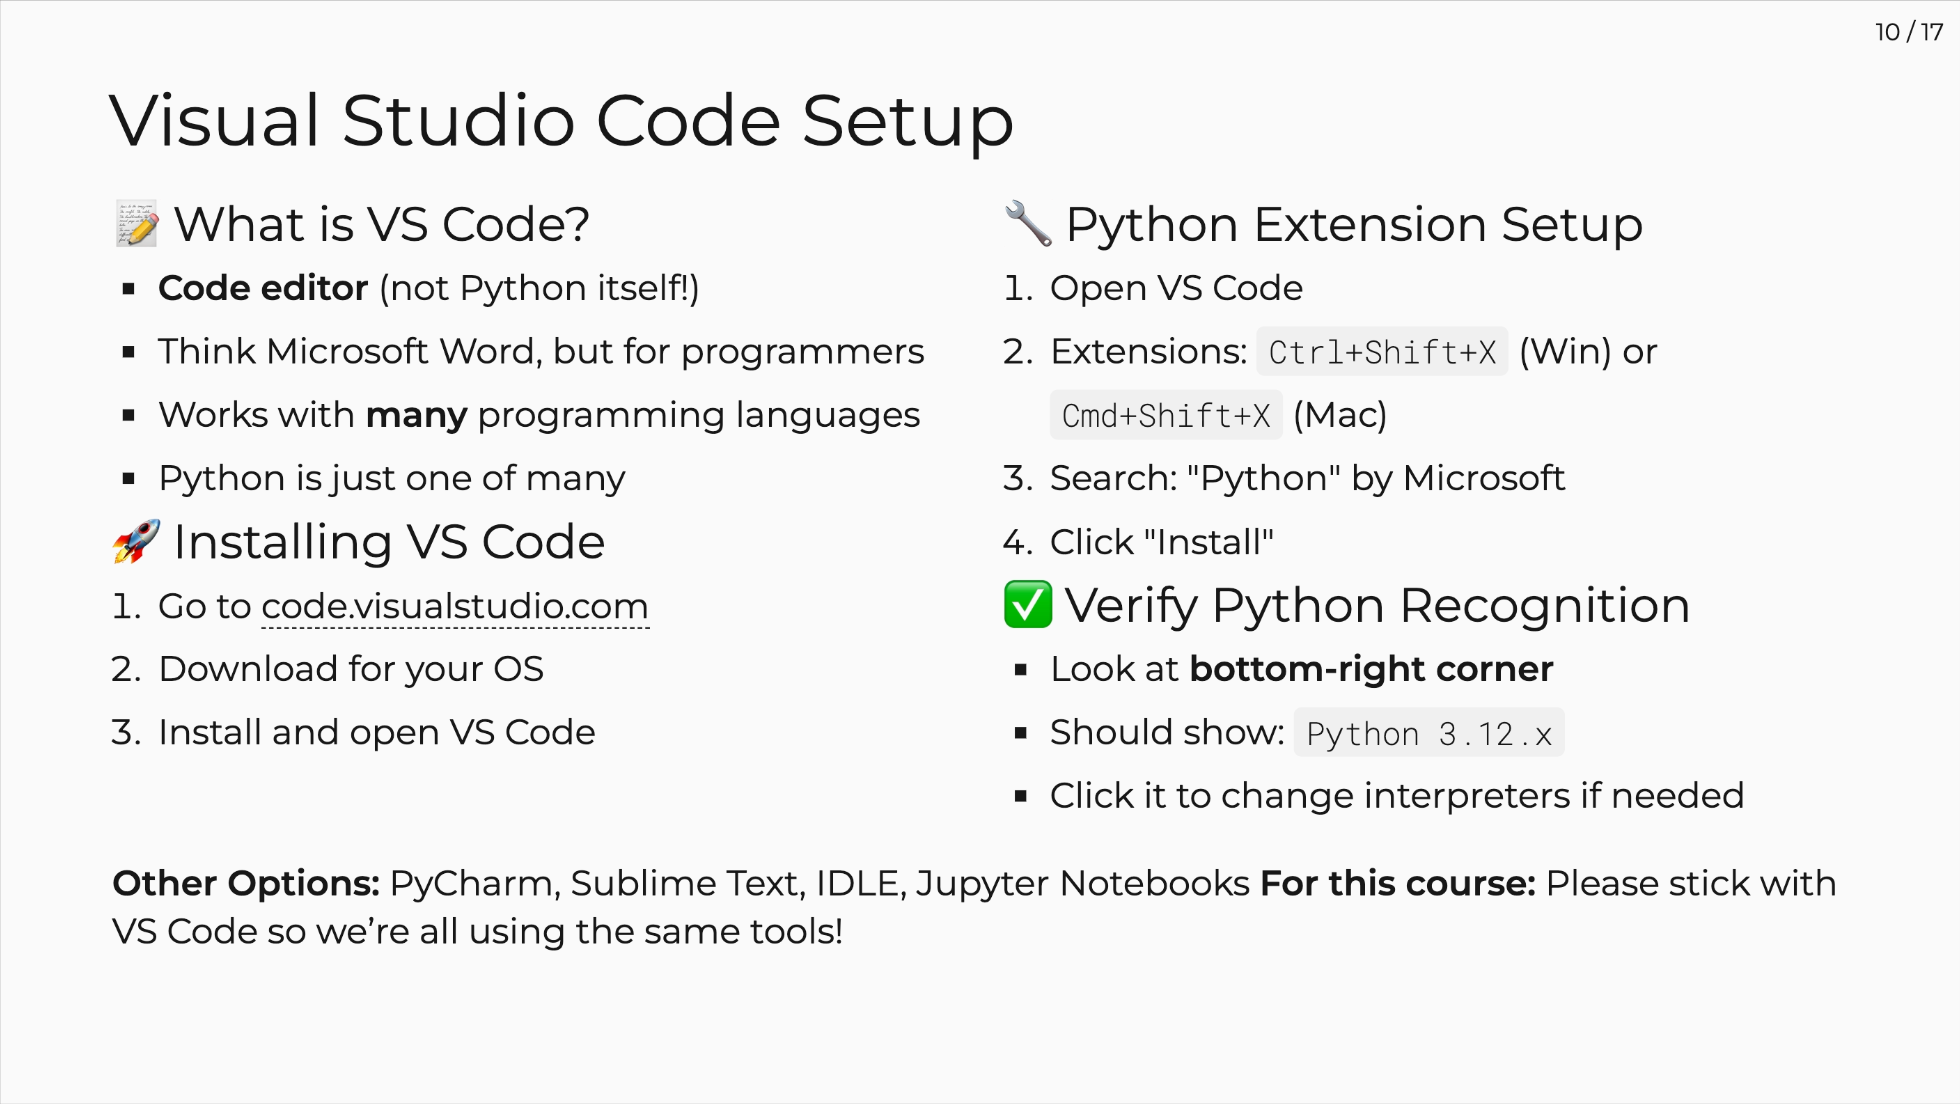 10 / 17
Visual Studio Code Setup
📝 What is VS Code?
▪ Code editor (not Python itself!)
▪ Think Microsoft Word, but for programmers
▪ Works with many programming languages
▪ Python is just one of many
🚀 Installing VS Code
1. Go to code.visualstudio.com
2. Download for your OS
3. Install and open VS Code
🔧 Python Extension Setup
1. Open VS Code
2. Extensions: Ctrl+Shift+X (Win) or
Cmd+Shift+X (Mac)
3. Search: "Python" by Microsoft
4. Click "Install"
✅ Verify Python Recognition
▪ Look at bottom-right corner
▪ Should show: Python 3.12.x
▪ Click it to change interpreters if needed
Other Options: PyCharm, Sublime Text, IDLE, Jupyter Notebooks For this course: Please stick with
VS Code so we’re all using the same tools!